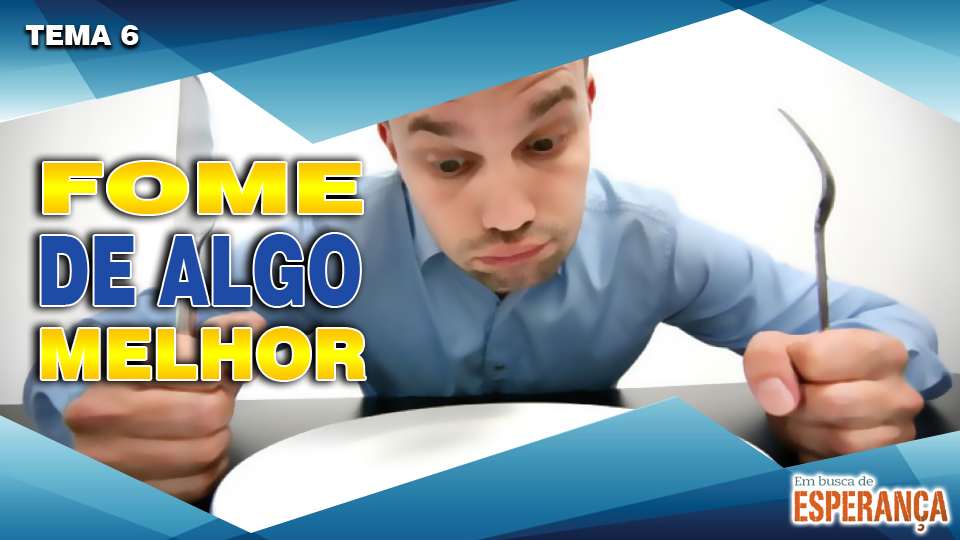 TEMA 6
FOME
DE ALGO
MELHOR
Em busca de
ESPERANÇA